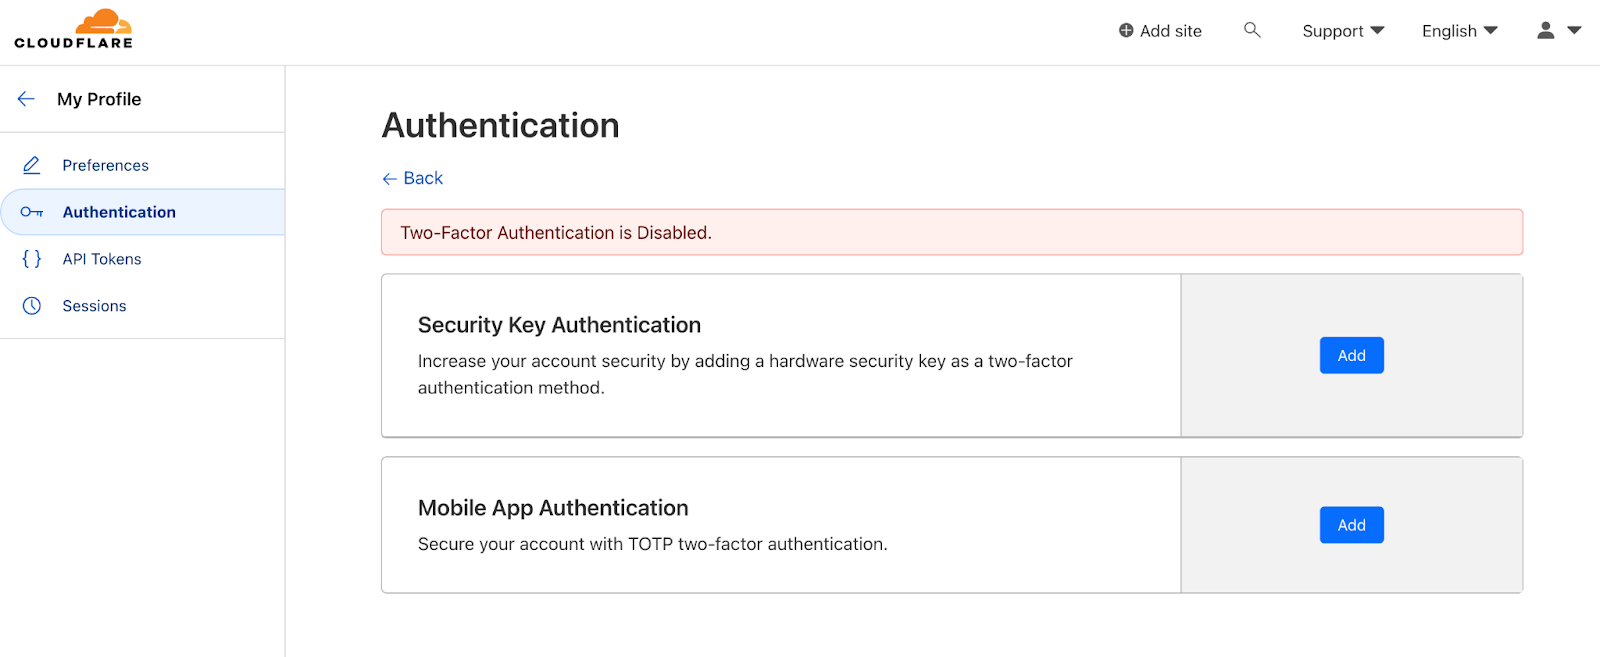 CLOUDFLARE
Add site
Support
English
My Profile
Preferences
Authentication
API Tokens
Sessions
Authentication
← Back
Two-Factor Authentication is Disabled.
Security Key Authentication
Increase your account security by adding a hardware security key as a two-factor
authentication method.
Add
Mobile App Authentication
Secure your account with TOTP two-factor authentication.
Add